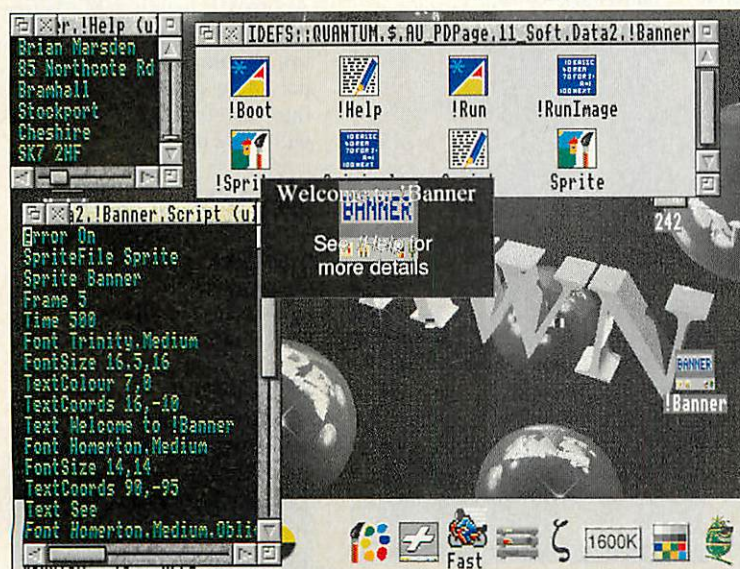 r.!Help (u
Brian Marsden
85 Northcote Rd
Bramhall
Stockport
Cheshire
SK7 2HF
IDEFS::QUANTUM.$.AU_PDPage.11_Soft.Data2.!Banner
!Boot
!Help
!Run
!RunImage
!Sprit
Sprite
Welcome to !Banner
BANNER
See !Help for
more details
a2.!Banner.Script (u
Error On
SpriteFile Sprite
Sprite Banner
Frame 5
Time 500
Font Trinity.Medium
FontSize 16.5,16
TextColour 7,0
TextCoords 16,-10
Text Welcome to !Banner
Font Homerton.Medium
FontSize 14,14
TextCoords 90,-95
Text See
Font Homerton.Medium.Obli
242
BANNER
!Banner
Fast
1600K